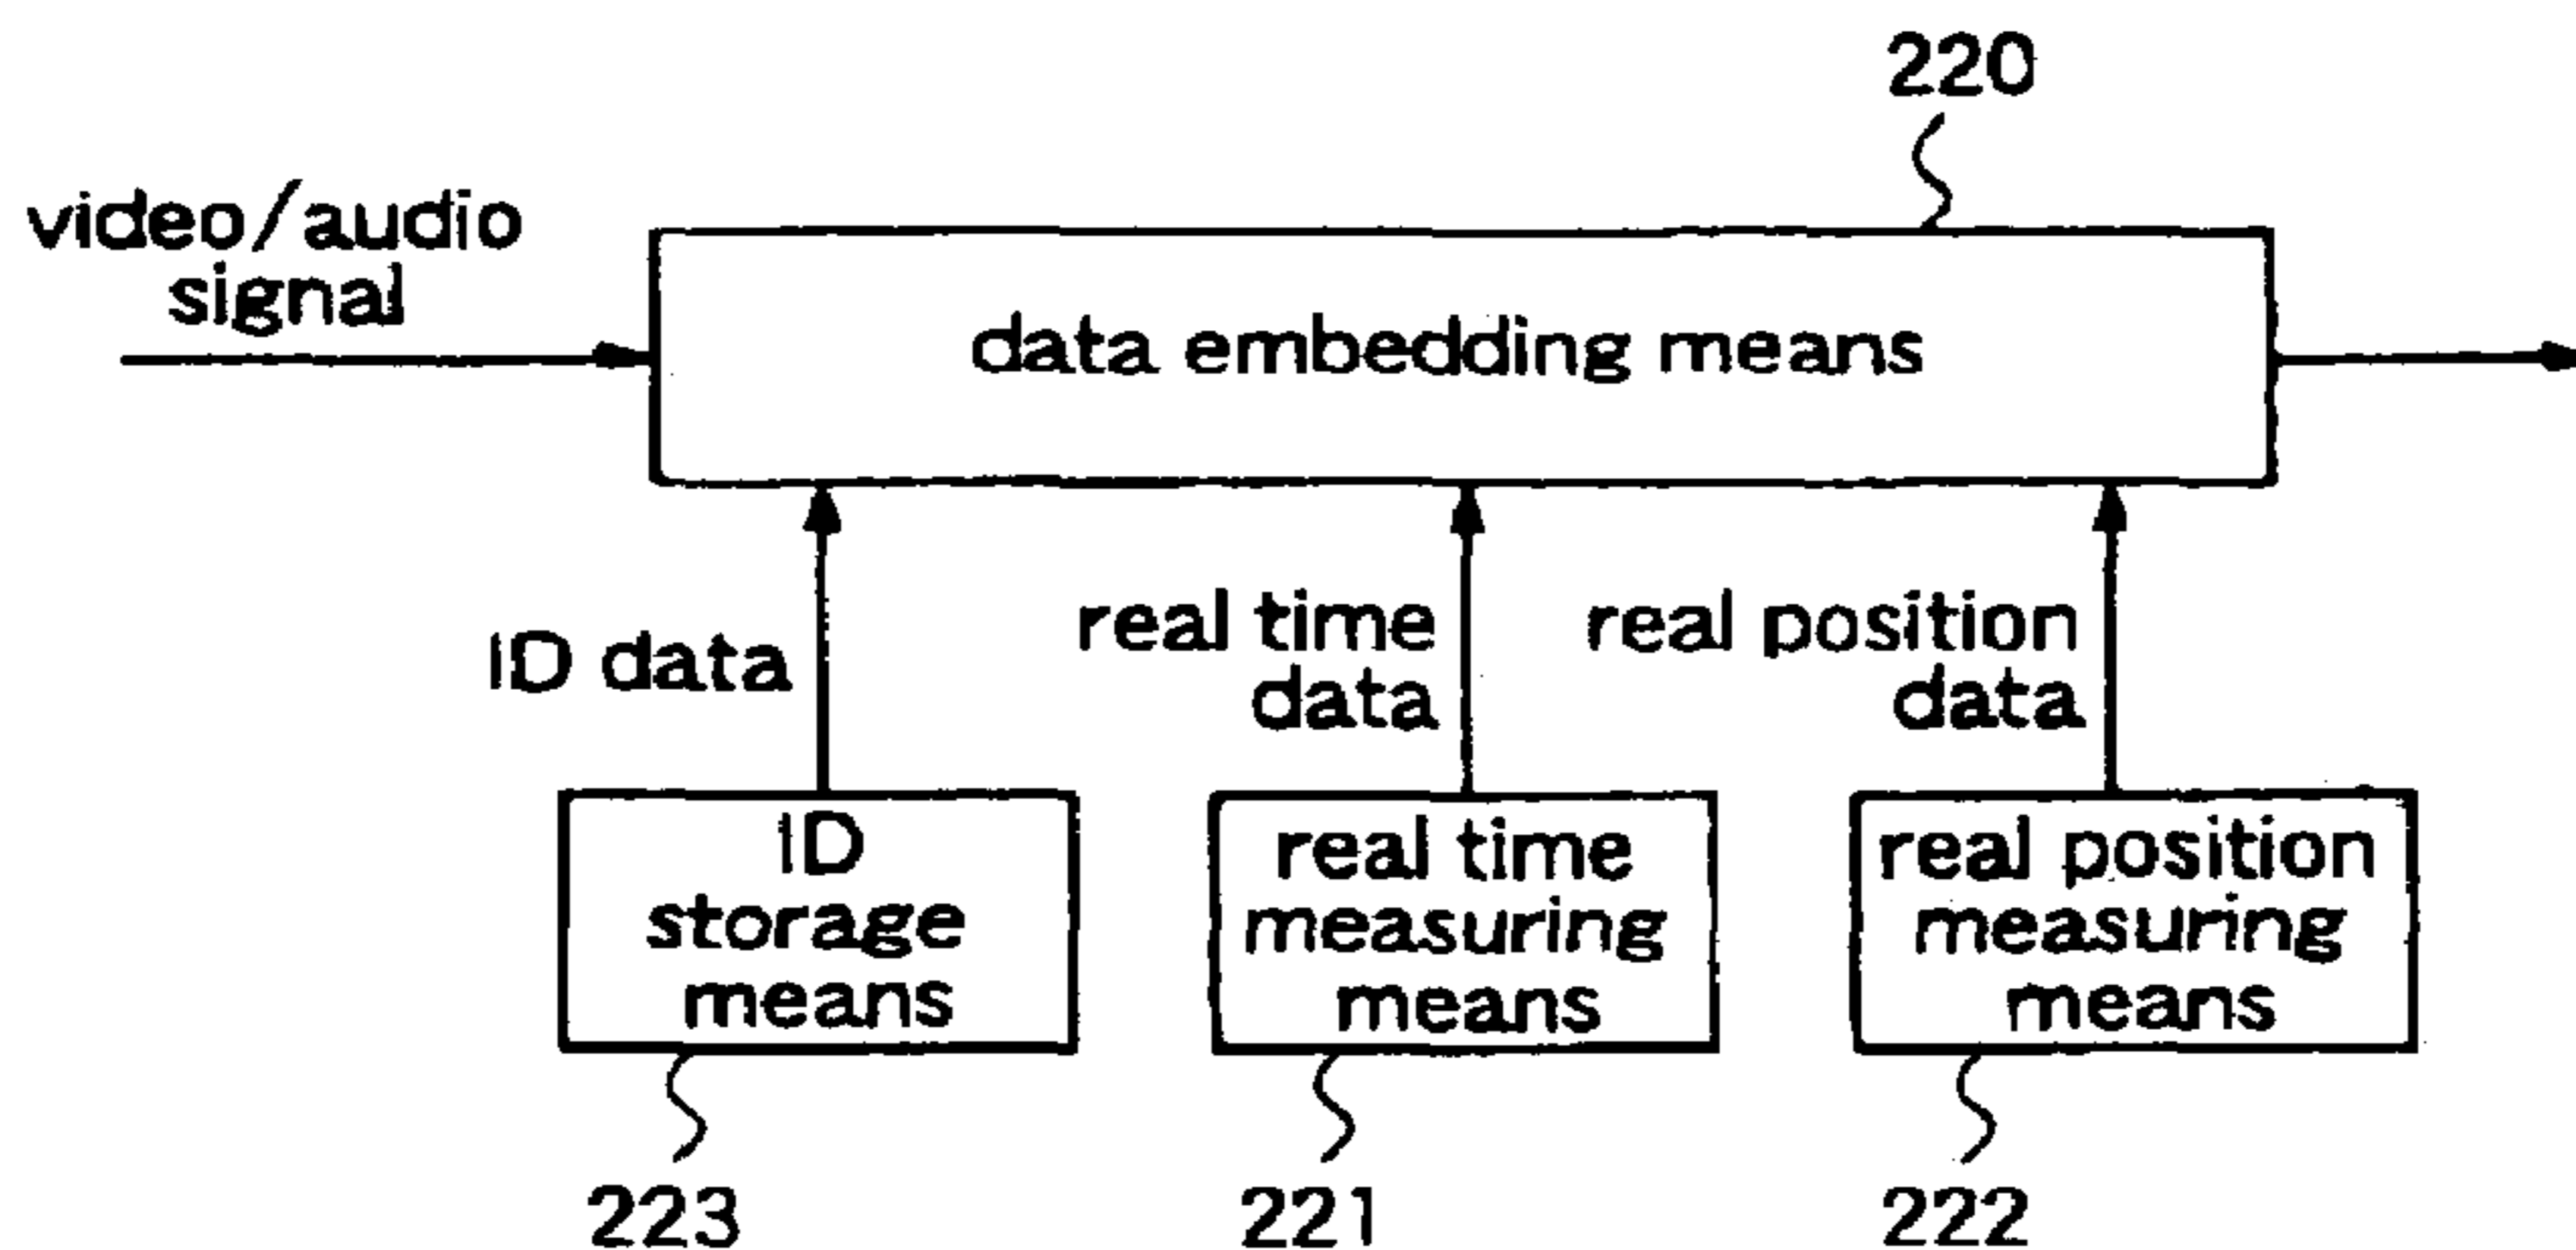 220
video/audio
signal
data embedding means
ID data
real time
data
real position
data
ID
storage
means
real time
measuring
means
real position
measuring
means
223
221
222